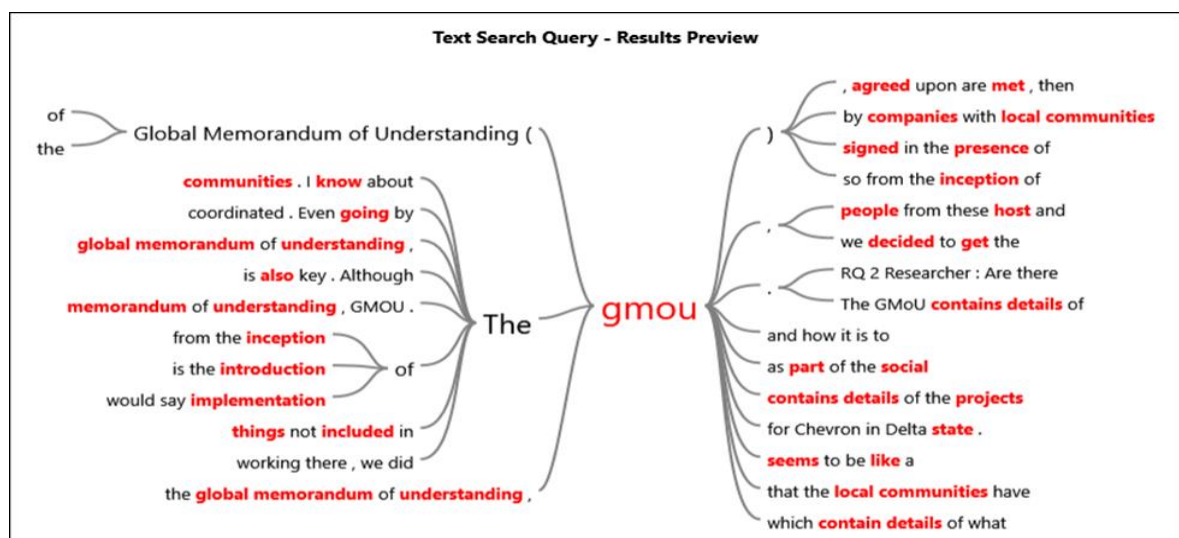 Text Search Query - Results Preview
of
the
Global Memorandum of Understanding (
communities . I know about
coordinated . Even going by
global memorandum of understanding ,
is also key . Although
memorandum of understanding , GMOU .
from the inception
is the introduction
would say implementation
of
things not included in
working there , we did
The
the global memorandum of understanding ,
gmou
)
, agreed upon are met , then
by companies with local communities
signed in the presence of
so from the inception of
,
people from these host and
we decided to get the
.
RQ 2 Researcher : Are there
The GMoU contains details of
and how it is to
as part of the social
contains details of the projects
for Chevron in Delta state .
seems to be like a
that the local communities have
which contain details of what